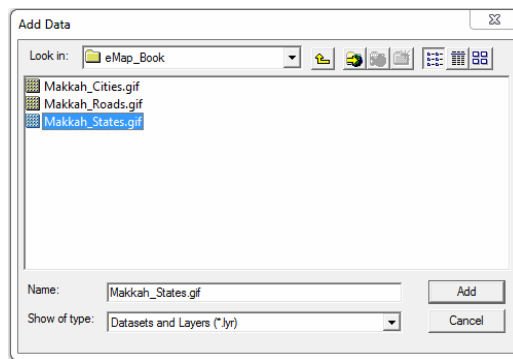 Add Data
Look in: eMap_Book
Makkah_Cities.gif
Makkah_Roads.gif
Makkah_States.gif
Name: Makkah_States.gif Add
Show of type: Datasets and Layers (*.lyr) Cancel